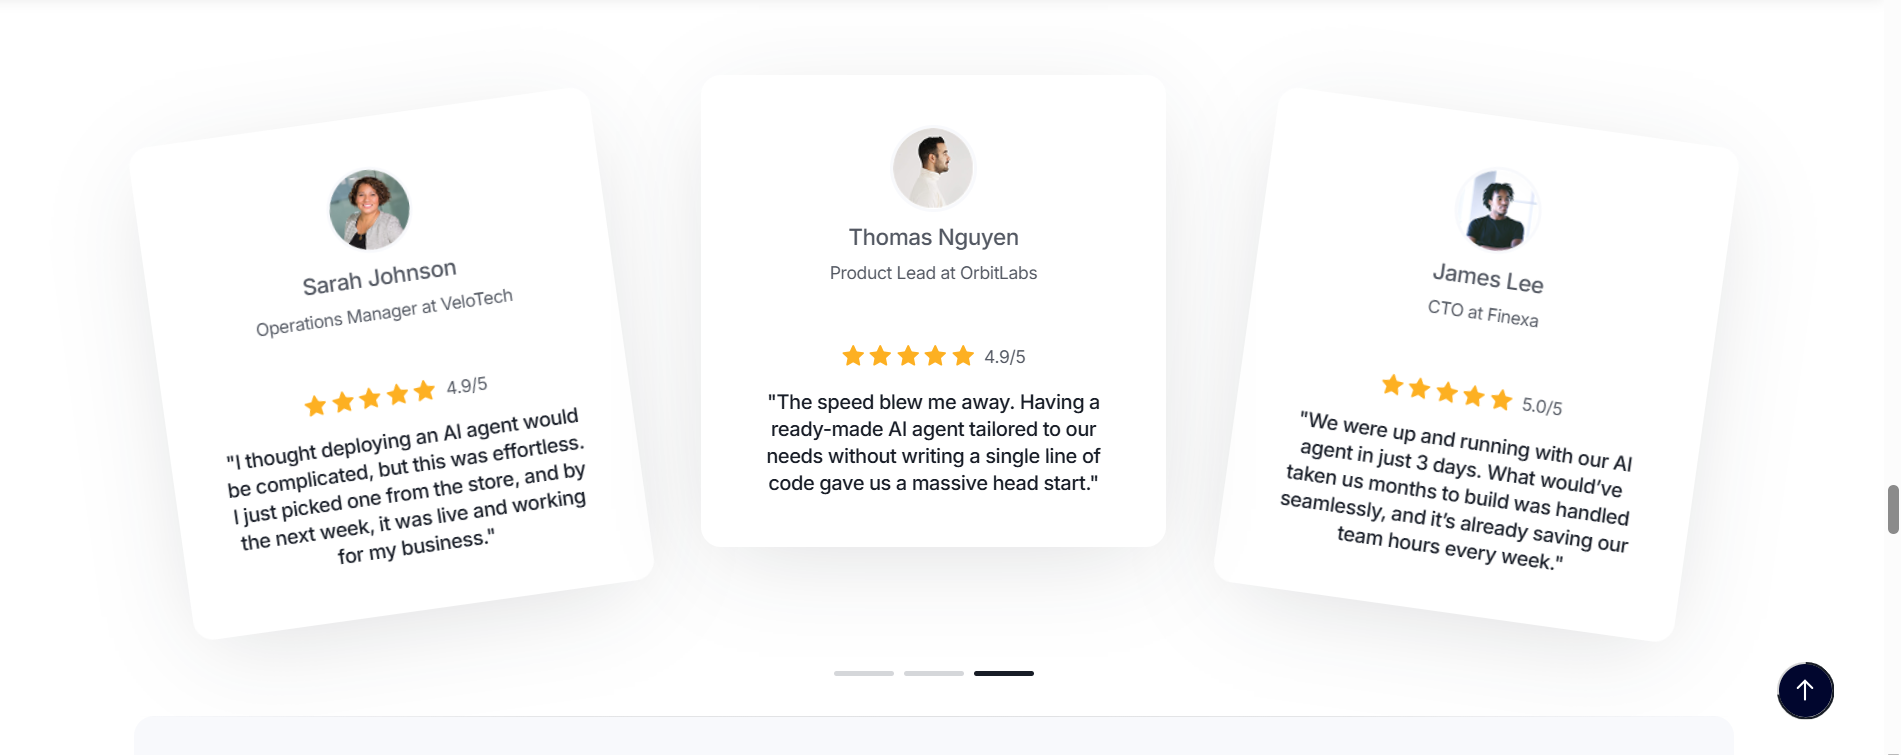 Sarah Johnson
Operations Manager at VeloTech
4.9/5
"I thought deploying an AI agent would
be complicated, but this was effortless.
I just picked one from the store, and by
the next week, it was live and working
for my business."
Thomas Nguyen
Product Lead at OrbitLabs
4.9/5
"The speed blew me away. Having a
ready-made AI agent tailored to our
needs without writing a single line of
code gave us a massive head start."
James Lee
CTO at Finexa
5.0/5
"We were up and running with our AI
agent in just 3 days. What would’ve
taken us months to build was handled
seamlessly, and it’s already saving our
team hours every week."